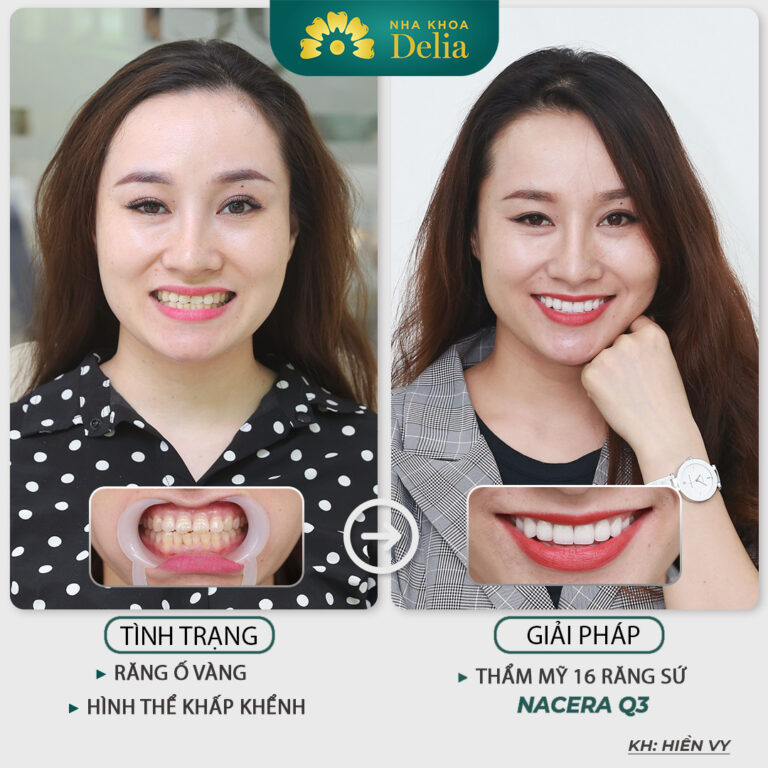 NHA KHOA
Delia
TÌNH TRẠNG
RĂNG Ố VÀNG
HÌNH THỂ KHẤP KHỂNH
GIẢI PHÁP
THẨM MỸ 16 RĂNG SỨ
NACERA Q3
KH: HIỀN VY